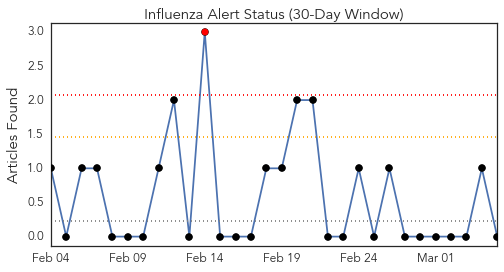 Influenza Alert Status (30-Day Window)
Articles Found
3.0
2.5
2.0
1.5
1.0
0.5
0.0
Feb 04 Feb 09 Feb 14 Feb 19 Feb 24 Mar 01